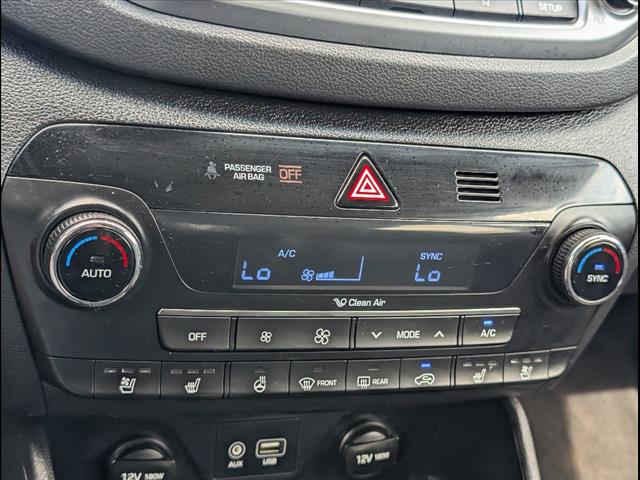 SETUP
PASSENGER
AIR BAG
OFF
A/C
SYNC
Lo
Lo
AUTO
SYNC
Clean Air
OFF
MODE
A/C
FRONT
REAR
12V 180W
AUX
USB
12V 180W